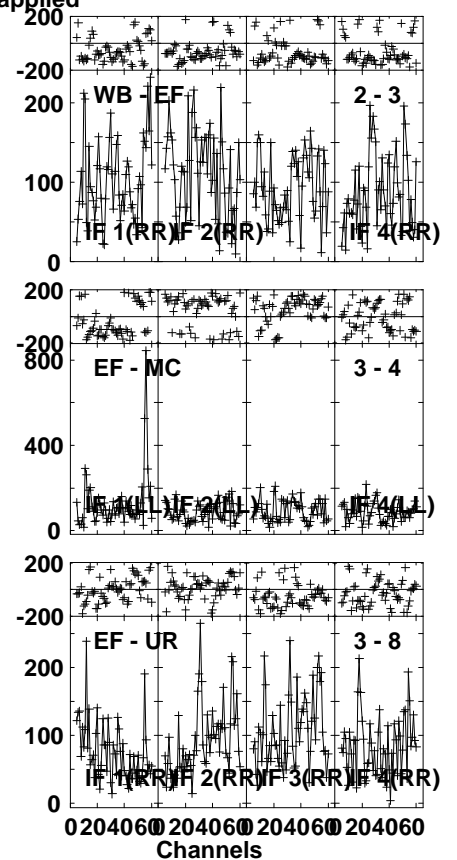 applied
200
-200
WB - EF 2 - 3
200
100
0
IF 1(RR) IF 2(RR) IF 4(RR)
200
-200
800
EF - MC 3 - 4
400
0
IF 1(LL) IF 2(LL) IF 4(LL)
200
-200
EF - UR 3 - 8
200
100
0
IF 1(RR) IF 2(RR) IF 3(RR) IF 4(RR)
0 20 40 60 0 20 40 60 0 20 40 60 0 20 40 60
Channels